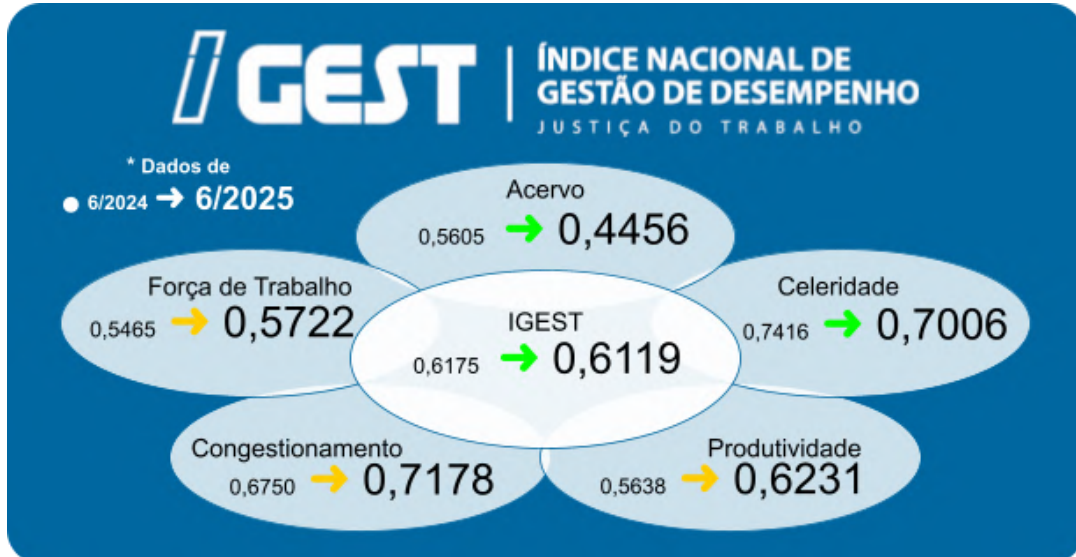 IGEST
ÍNDICE NACIONAL DE
GESTÃO DE DESEMPENHO
JUSTIÇA DO TRABALHO
* Dados de
6/2024 ➜ 6/2025
Acervo
0,5605 ➜ 0,4456
Força de Trabalho
0,5465 ➜ 0,5722
IGEST
0,6175 ➜ 0,6119
Celeridade
0,7416 ➜ 0,7006
Congestionamento
0,6750 ➜ 0,7178
Produtividade
0,5638 ➜ 0,6231